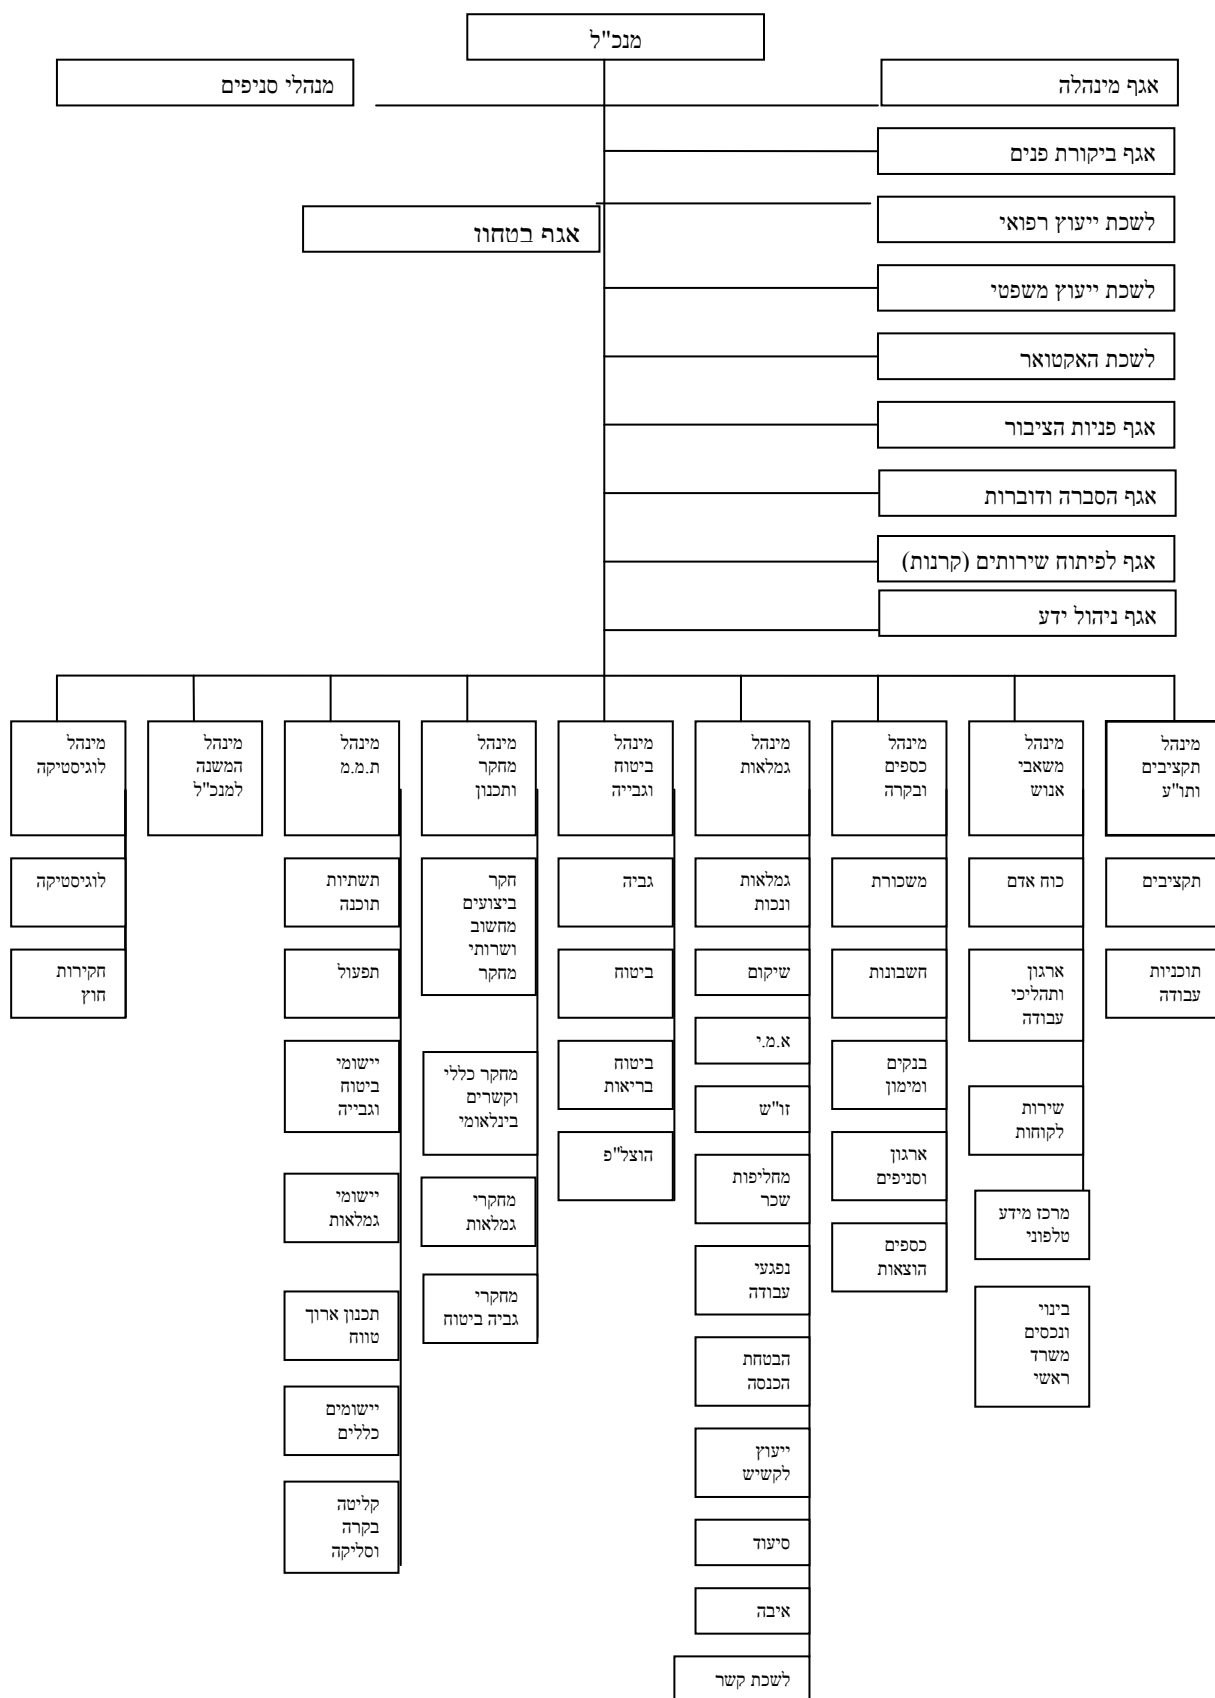 מנכ"ל
אגף מינהלה
מנהלי סניפים
אגף ביקורת פנים
לשכת ייעוץ רפואי
אגף בטחון
לשכת ייעוץ משפטי
לשכת האקטואר
אגף פניות הציבור
אגף הסברה ודוברות
אגף לפיתוח שירותים (קרנות)
אגף ניהול ידע
מינהל
תקציבים
ותו"ע
תקציבים
תוכניות
עבודה
מינהל
משאבי
אנוש
כוח אדם
ארגון
ותהליכי
עבודה
שירות
לקוחות
מרכז מידע
טלפוני
בינוי
ונכסים
משרד
ראשי
מינהל
כספים
ובקרה
משכורת
חשבונות
בנקים
ומימון
ארגון
וסניפים
כספים
הוצאות
מינהל
גמלאות
גמלאות
ונכות
שיקום
א.מ.י
זו"ש
מחליפות
שכר
נפגעי
עבודה
הבטחת
הכנסה
ייעוץ
לקשיש
סיעוד
איבה
לשכת קשר
מינהל
ביטוח
וגבייה
גביה
ביטוח
ביטוח
בריאות
הוצל"פ
מינהל
מחקר
ותכנון
חקר
ביצועים
מחשוב
ושרותי
מחקר
מחקר כללי
וקשרים
בינלאומי
מחקרי
גמלאות
מחקרי
גביה ביטוח
מינהל
ת.מ.מ
תשתיות
תוכנה
תפעול
יישומי
ביטוח
וגבייה
יישומי
גמלאות
תכנון ארוך
טווח
יישומים
כללים
קליטה
בקרה
וסליקה
מינהל
המשנה
למנכ"ל
מינהל
לוגיסטיקה
לוגיסטיקה
חקירות
חוץ